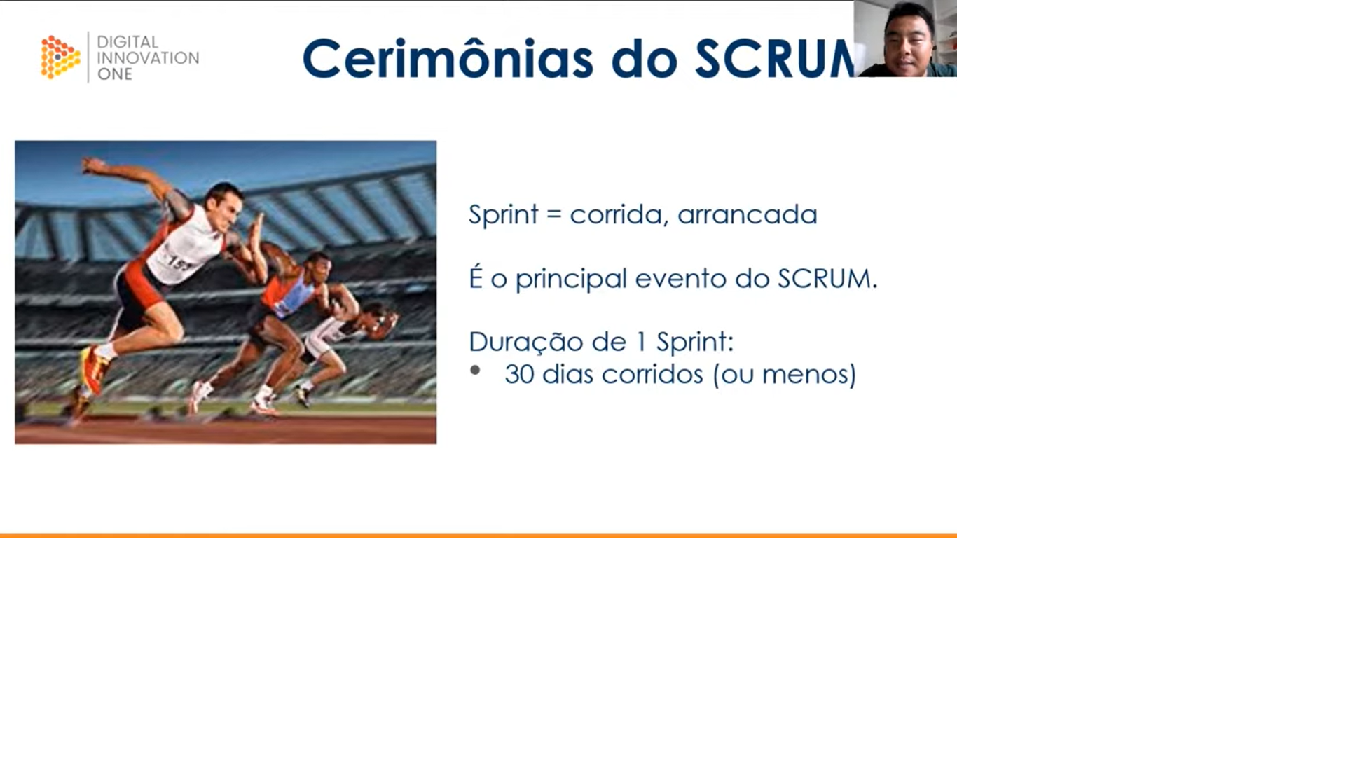 DIGITAL
INNOVATION
ONE
Cerimônias do SCRUM
Sprint = corrida, arrancada
É o principal evento do SCRUM.
Duração de 1 Sprint:
• 30 dias corridos (ou menos)